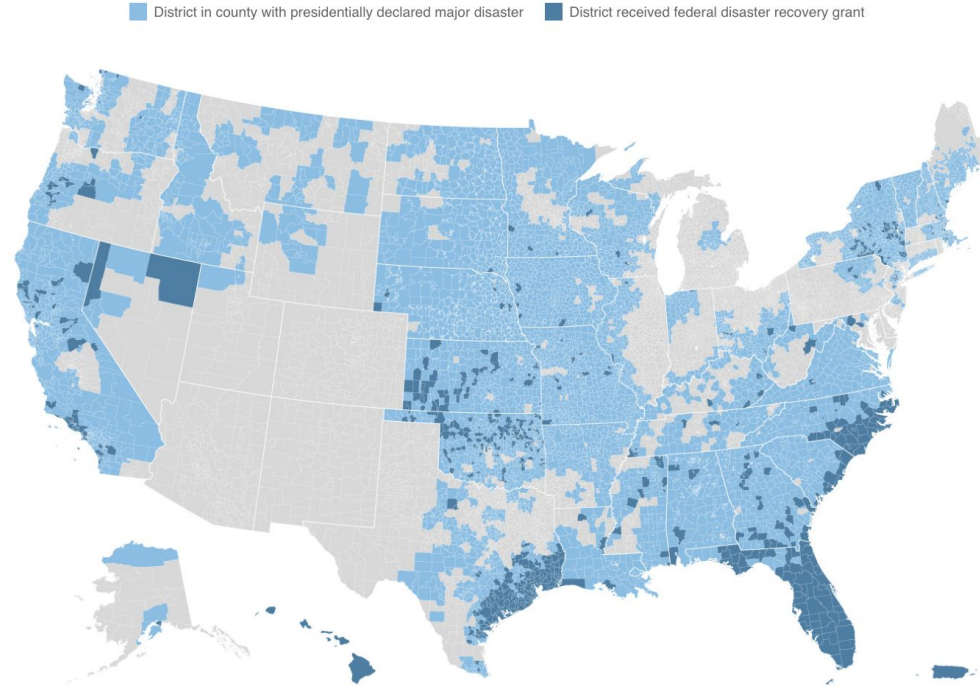 District in county with presidentially declared major disaster
District received federal disaster recovery grant